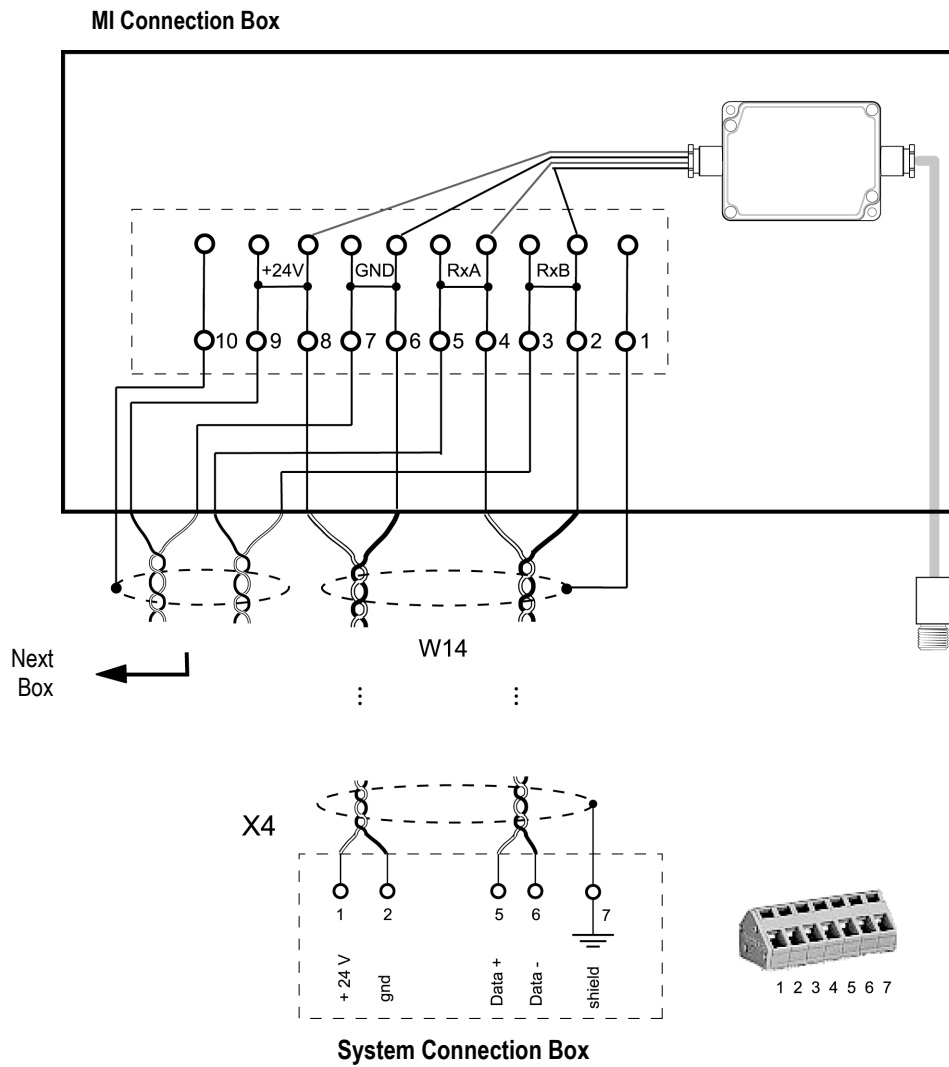 MI Connection Box
+24V GND RxA RxB
10 9 8 7 6 5 4 3 2 1
W14
Next
Box
X4
1 2 5 6 7
+ 24 V
gnd
Data +
Data -
shield
1 2 3 4 5 6 7
System Connection Box